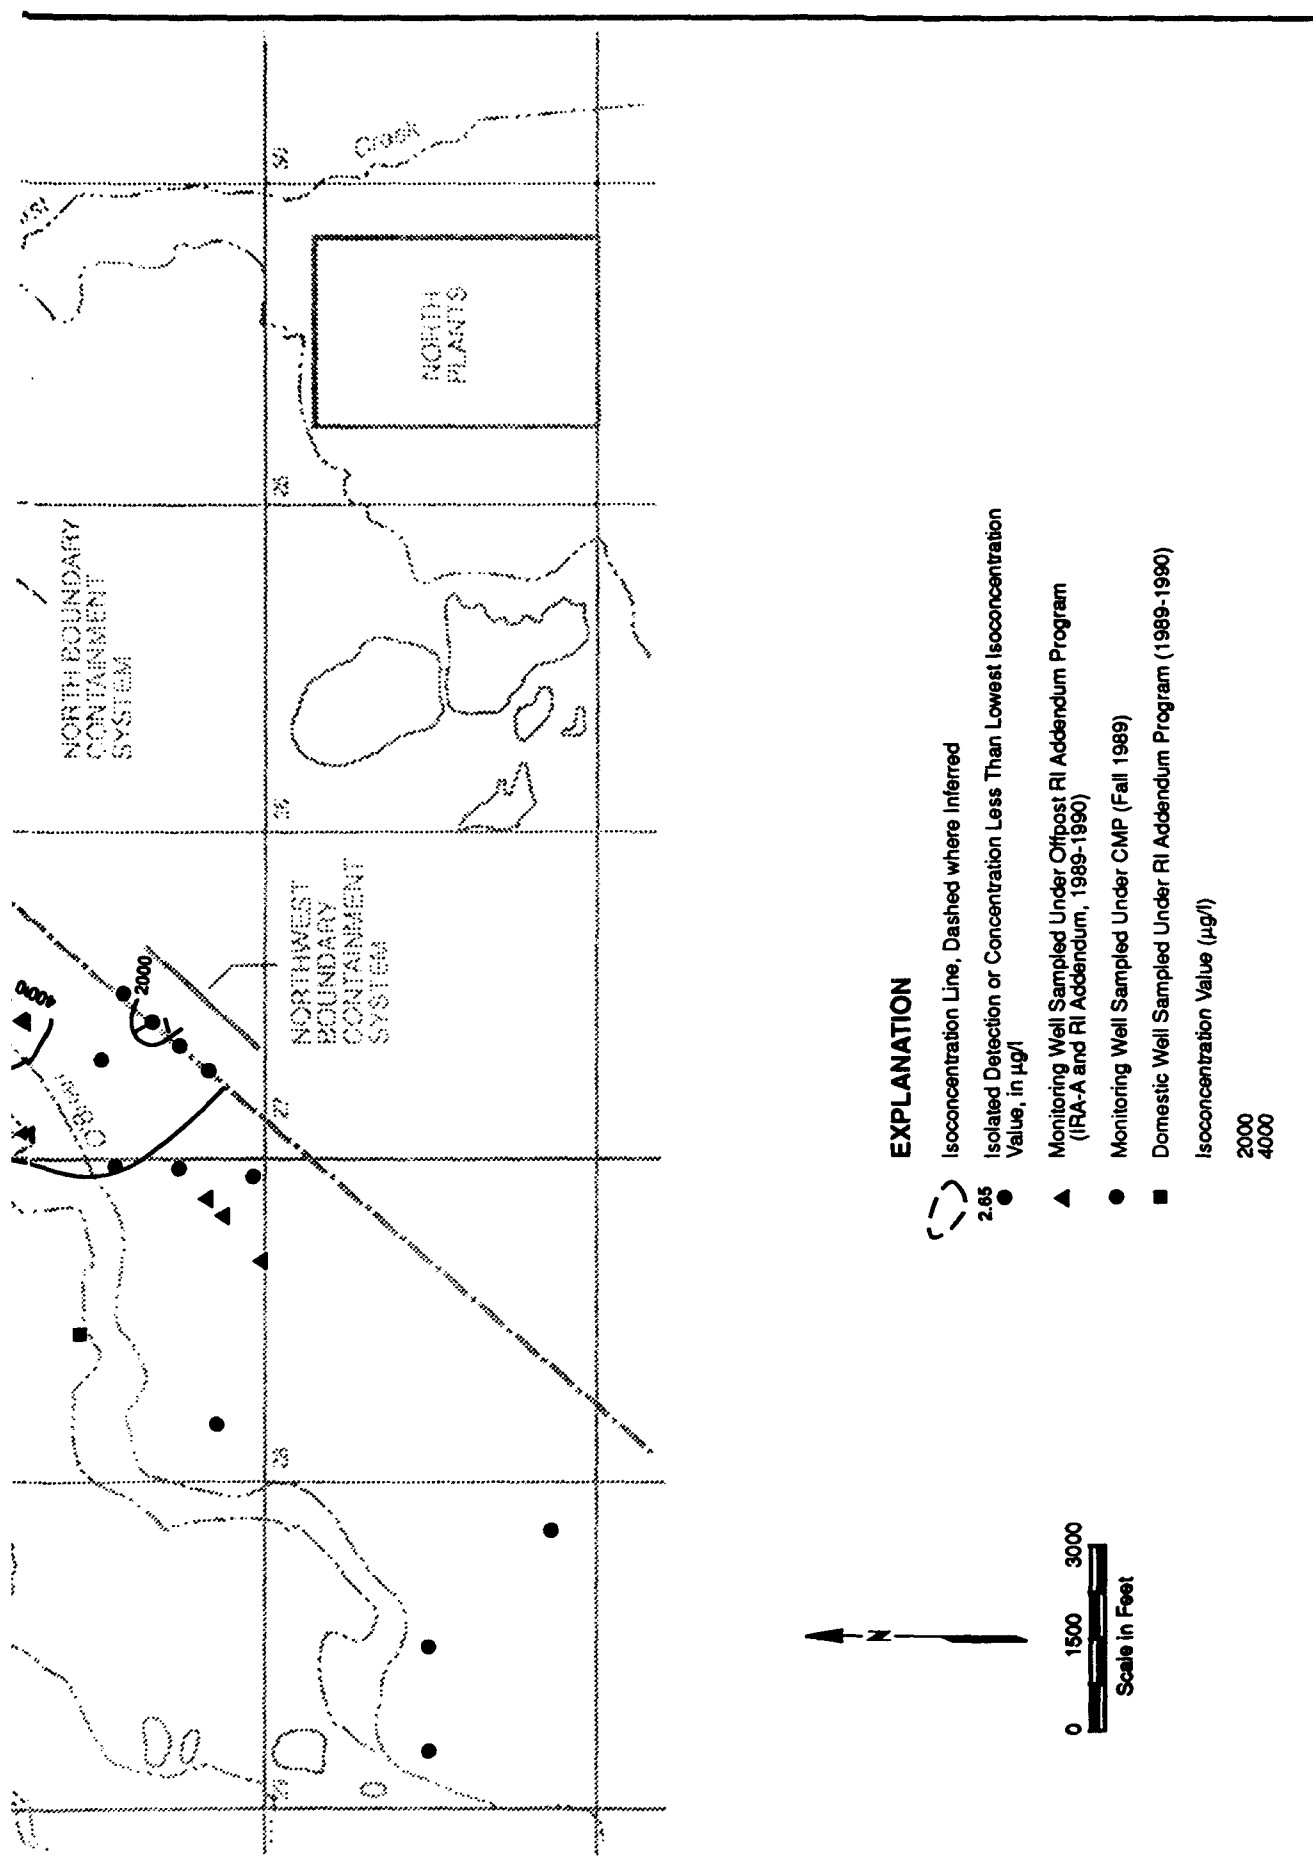 NORTH BOUNDARY
CONTAINMENT
SYSTEM
NORTH
PLANTS
Creek
26
35
27
28
4000
2000
O'Brian
NORTHWEST
BOUNDARY
CONTAINMENT
SYSTEM
EXPLANATION
Isoconcentration Line, Dashed where Inferred
2.65
Isolated Detection or Concentration Less Than Lowest Isoconcentration
Value, in µg/l
Monitoring Well Sampled Under Offpost RI Addendum Program
(IRA-A and RI Addendum, 1989-1990)
Monitoring Well Sampled Under CMP (Fall 1989)
Domestic Well Sampled Under RI Addendum Program (1989-1990)
Isoconcentration Value (µg/l)
2000
4000
N
0 1500 3000
Scale in Feet